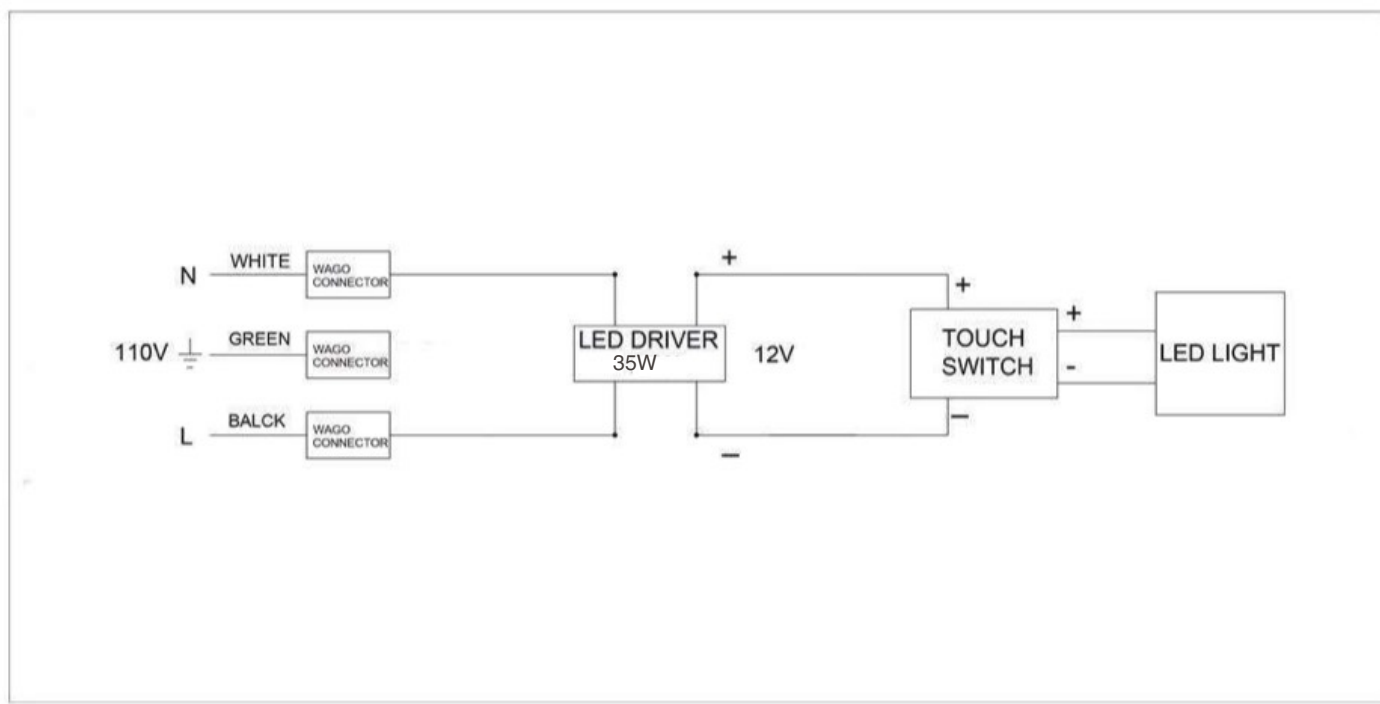 N WHITE WAGO
CONNECTOR
110V GREEN WAGO
CONNECTOR
L BALCK WAGO
CONNECTOR
LED DRIVER
35W
+
12V
−
+
TOUCH
SWITCH
−
+
-
LED LIGHT